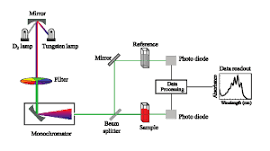 Mirror
D₂ lamp
Tungsten lamp
Filter
Monochromator
Mirror
Beam
splitter
Reference
Sample
Photo diode
Data
Processing
Photo diode
Data readout
Absorbance
Wavelength (nm)